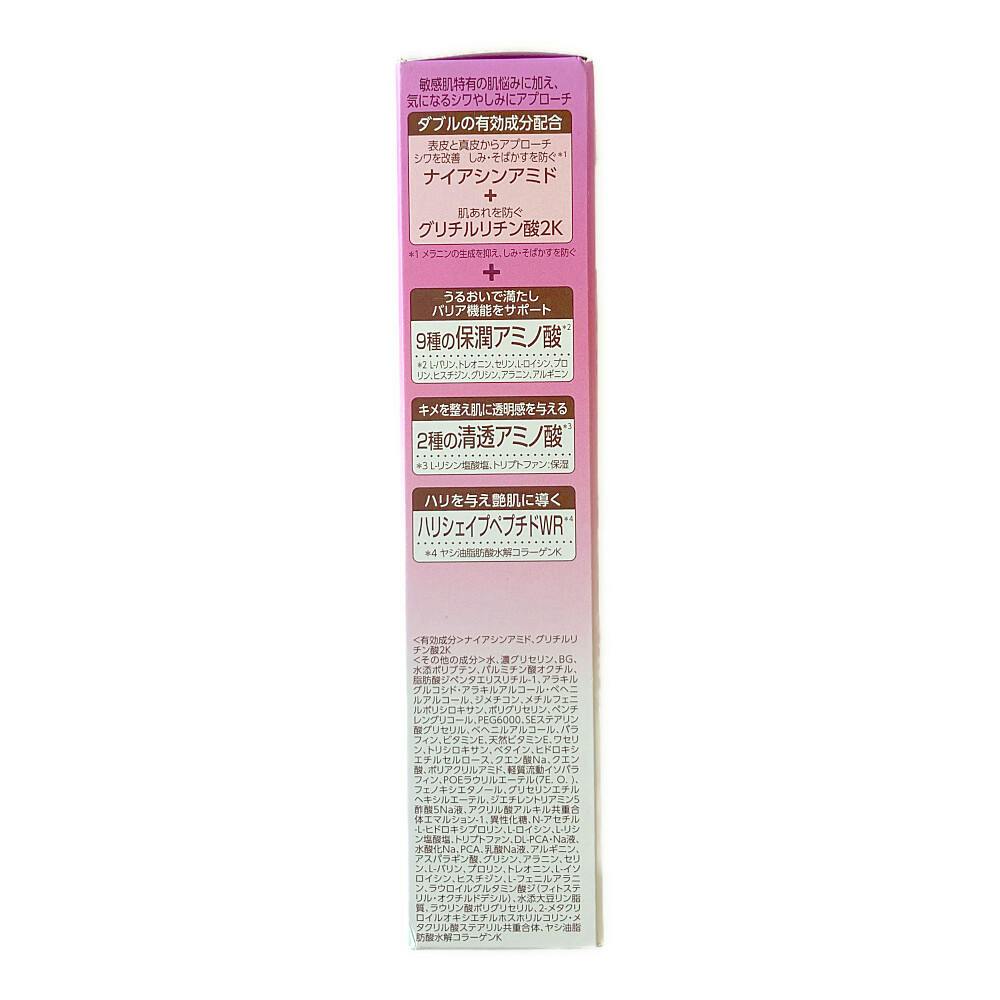 敏感肌特有の肌悩みに加え、
気になるシワやしみにアプローチ
ダブルの有効成分配合
表皮と真皮からアプローチ
シワを改善 しみ・そばかすを防ぐ*1
ナイアシンアミド
+
肌あれを防ぐ
グリチルリチン酸2K
*1 メラニンの生成を抑え、しみ・そばかすを防ぐ
+
うるおいで満たし
バリア機能をサポート
9種の保潤アミノ酸*2
*2 L-バリン、トレオニン、セリン、L-ロイシン、プロ
リン、ヒスチジン、グリシン、アラニン、アルギニン
キメを整え肌に透明感を与える
2種の清透アミノ酸*3
*3 L-リシン塩酸塩、トリプトファン:保湿
ハリを与え艶肌に導く
ハリシェイプペプチドWR*4
*4 ヤシ油脂肪酸水解コラーゲンK
<有効成分>ナイアシンアミド、グリチルリ
チン酸2K
<その他の成分>水、濃グリセリン、BG、
水添ポリブテン、パルミチン酸オクチル、
脂肪酸ジペンタエリスリチル-1、アラキル
グルコシド・アラキルアルコール・ベヘニ
ルアルコール、ジメチコン、メチルフェニ
ルポリシロキサン、ポリグリセリン、ペンチ
レングリコール、PEG6000、SEステアリン
酸グリセリル、ベヘニルアルコール、パラ
フィン、ビタミンE、天然ビタミンE、ワセリ
ン、トリシロキサン、ベタイン、ヒドロキシ
エチルセルロース、クエン酸Na、クエン
酸、ポリアクリルアミド、軽質流動イソパラ
フィン、POEラウリルエーテル(7E．O．)、
フェノキシエタノール、グリセリンエチル
ヘキシルエーテル、ジエチレントリアミン5
酢酸5Na液、アクリル酸アルキル共重合
体エマルション-1、異性化糖、N-アセチル
-L-ヒドロキシプロリン、L-ロイシン、L-リシ
ン塩酸塩、トリプトファン、DL-PCA・Na液、
水酸化Na、PCA、乳酸Na液、アルギニン、
アスパラギン酸、グリシン、アラニン、セリ
ン、L-バリン、プロリン、トレオニン、L-イソ
ロイシン、ヒスチジン、L-フェニルアラニ
ン、ラウロイルグルタミン酸ジ(フィトステ
リル・オクチルドデシル)、水添大豆リン脂
質、ラウリン酸ポリグリセリル、2-メタクリ
ロイルオキシエチルホスホリルコリン・メ
タクリル酸ステアリル共重合体、ヤシ油脂
肪酸水解コラーゲンK